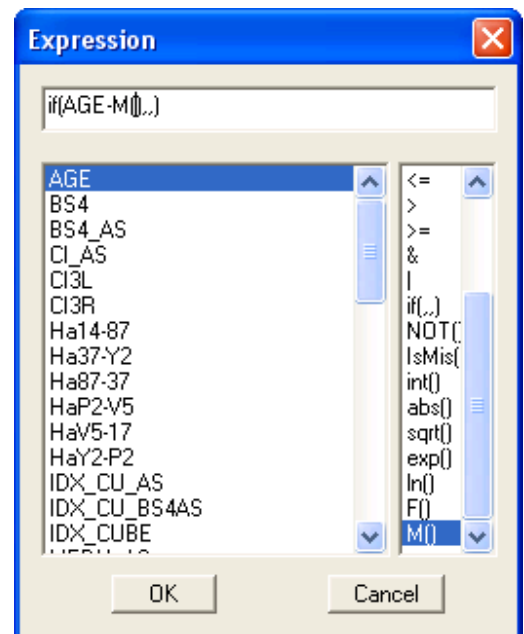 Expression
if(AGE-M(),,)
AGE
BS4
BS4_AS
CI_AS
CI3L
CI3R
Ha14-87
Ha37-Y2
Ha87-37
HaP2-V5
HaV5-17
HaY2-P2
IDX_CU_AS
IDX_CU_BS4AS
IDX_CUBE
<=
>
>=
&
|
if(,,)
NOT(
IsMis(
int()
abs()
sqrt()
exp()
ln()
F()
M()
OK
Cancel